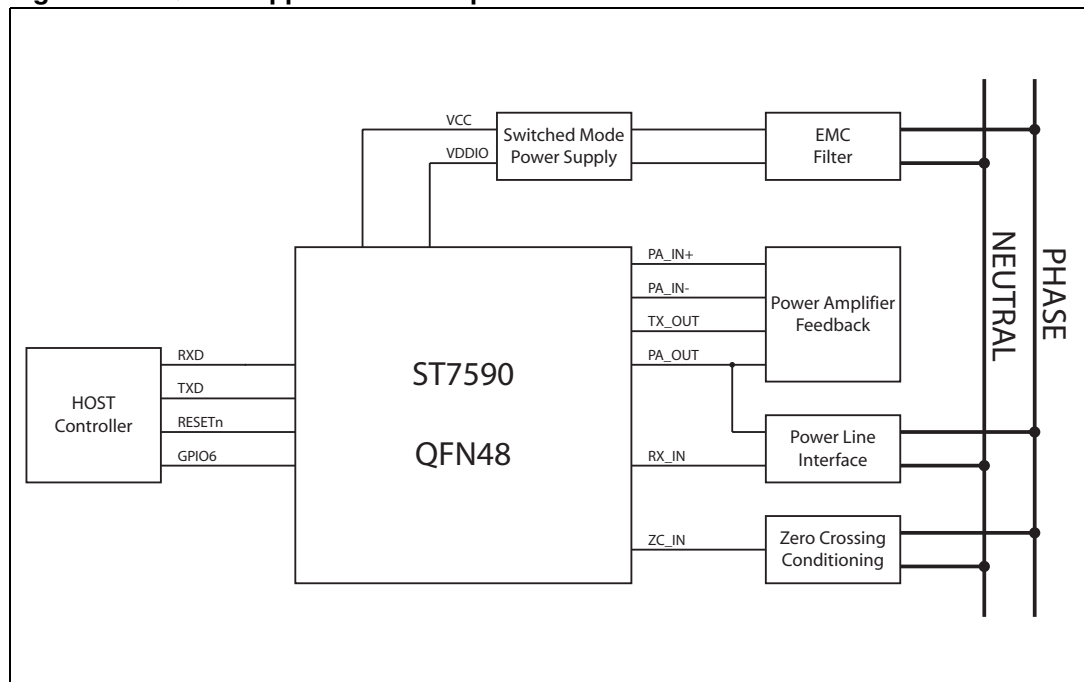 VCC
Switched Mode
Power Supply
EMC
Filter
VDDIO
NEUTRAL
PHASE
PA_IN+
PA_IN-
TX_OUT
PA_OUT
Power Amplifier
Feedback
HOST
Controller
RXD
TXD
RESETn
GPIO6
ST7590
QFN48
RX_IN
Power Line
Interface
ZC_IN
Zero Crossing
Conditioning